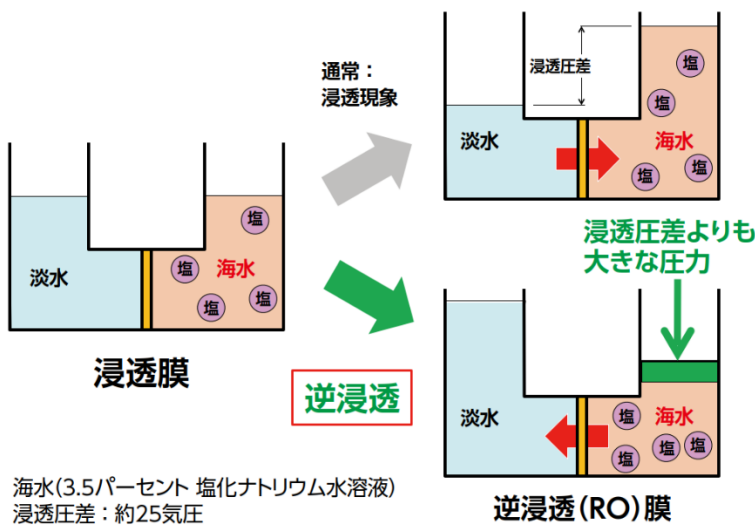 通常：
浸透現象
浸透圧差
淡水
海水
塩
塩
塩
塩
淡水
海水
塩
塩
塩
塩
浸透膜
浸透圧差よりも
大きな圧力
逆浸透
淡水
海水
塩
塩
塩
塩
逆浸透(RO)膜
海水(3.5パーセント 塩化ナトリウム水溶液)
浸透圧差：約25気圧